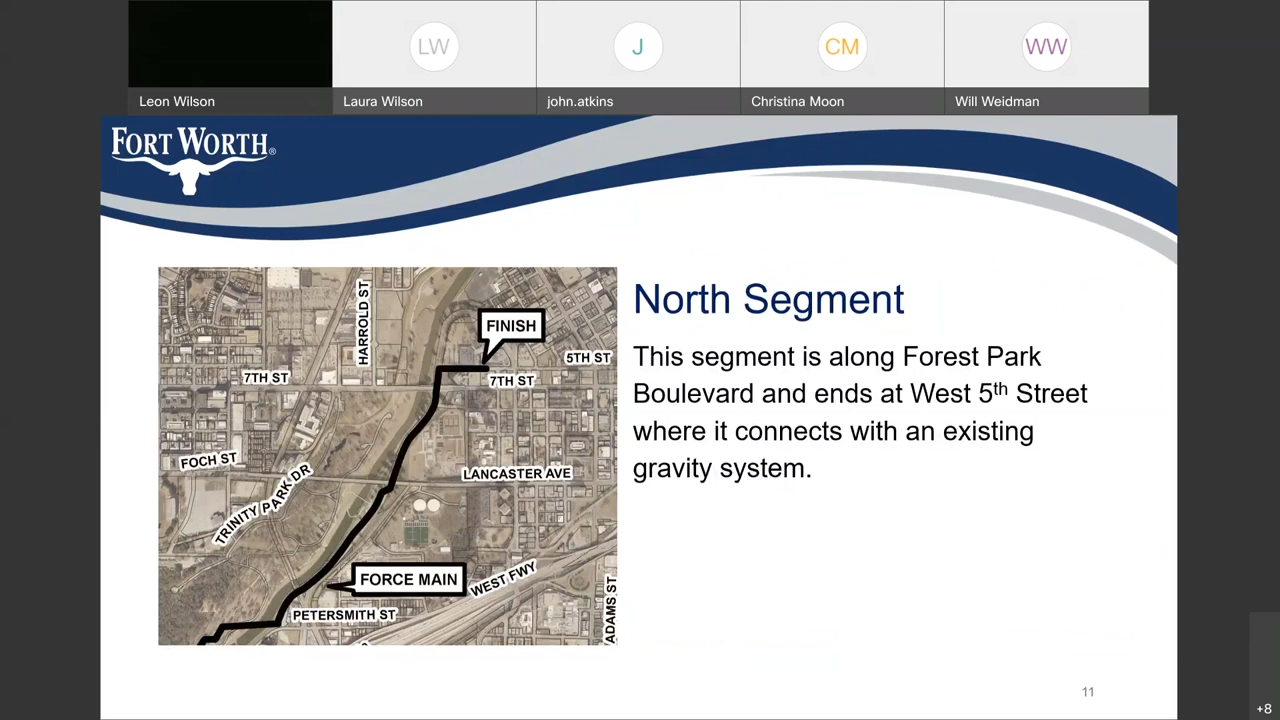 LW
J
CM
WW
Leon Wilson
Laura Wilson
john.atkins
Christina Moon
Will Weidman
FORT WORTH®
HARROLD ST
FINISH
5TH ST
7TH ST
7TH ST
FOCH ST
LANCASTER AVE
TRINITY PARK DR
FORCE MAIN
WEST FWY
PETERSMITH ST
ADAMS ST
North Segment
This segment is along Forest Park
Boulevard and ends at West 5th Street
where it connects with an existing
gravity system.
11
+8